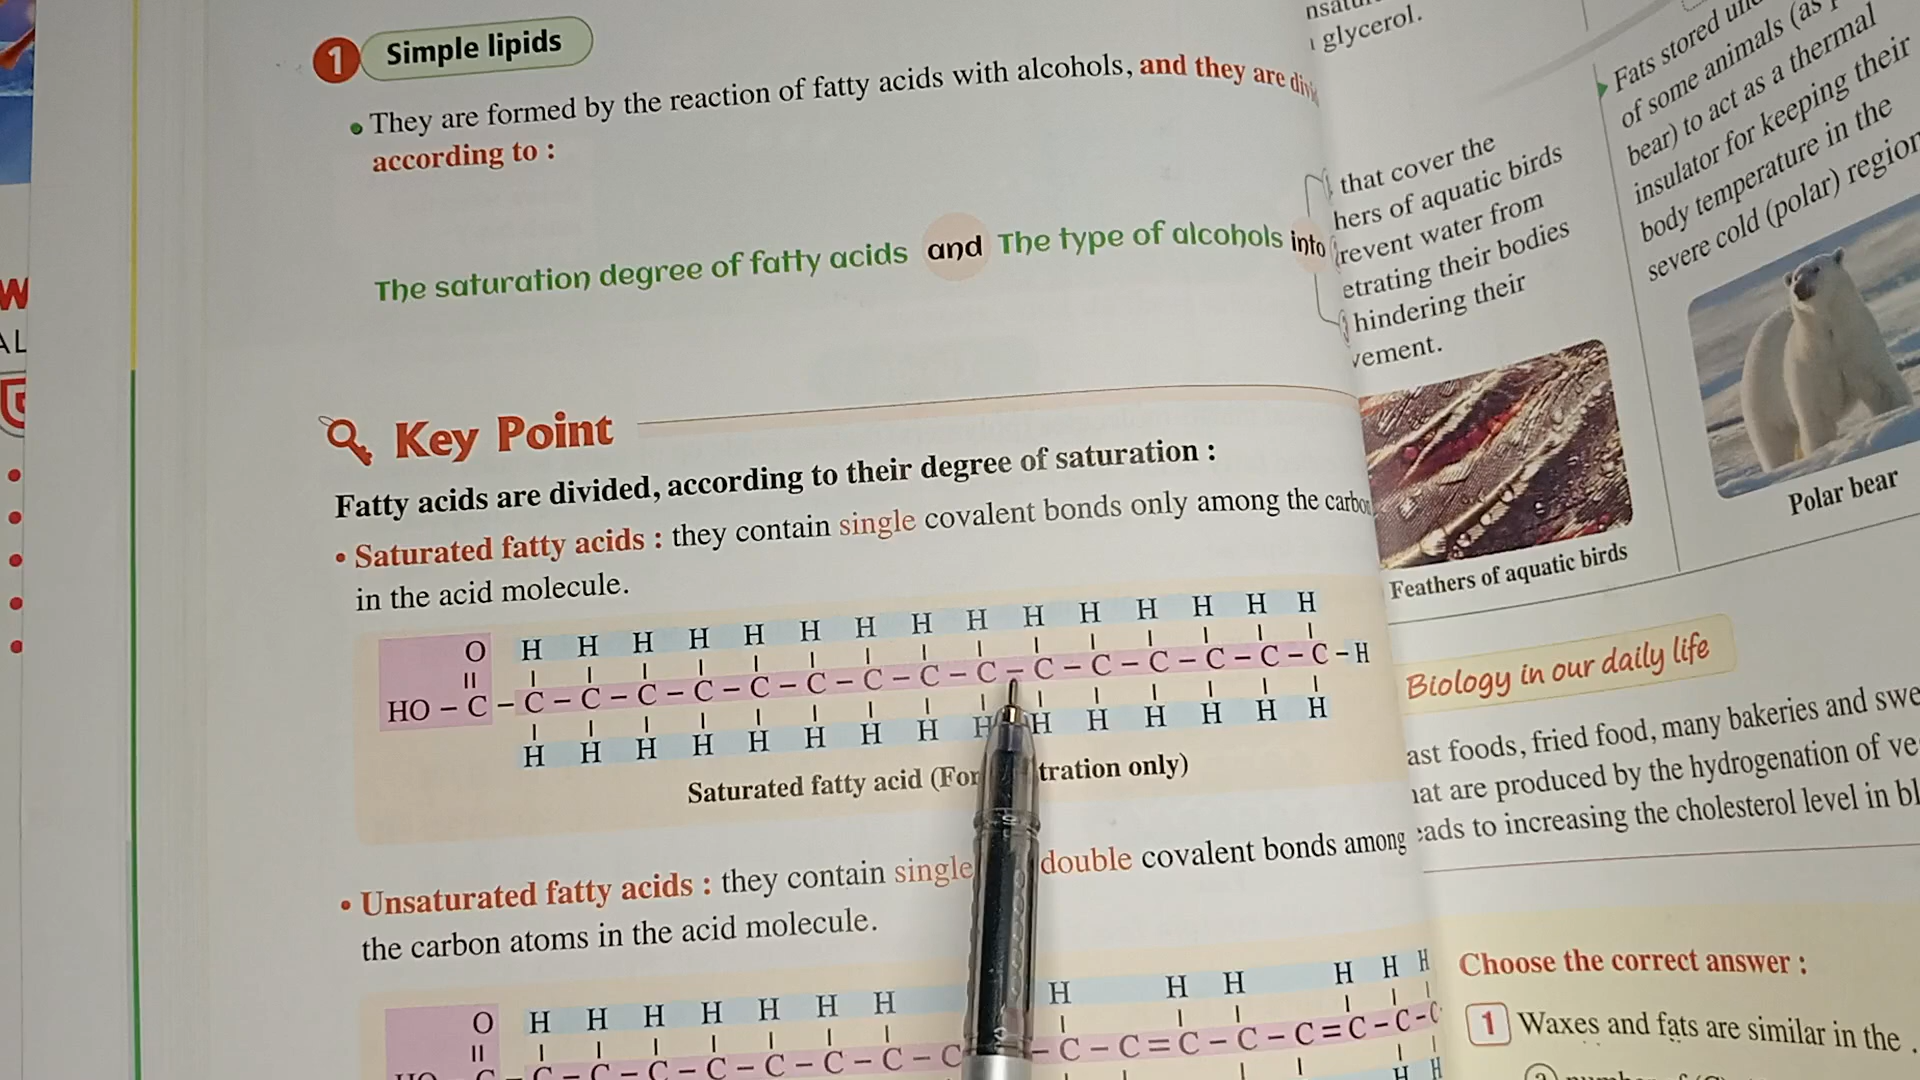 1 Simple lipids
• They are formed by the reaction of fatty acids with alcohols, and they are
according to :
The saturation degree of fatty acids and The type of alcohols into
Key Point
Fatty acids are divided, according to their degree of saturation :
• Saturated fatty acids : they contain single covalent bonds only among the
in the acid molecule.
O H H H H H H H H H H H H H H H
HO – C – C – C – C – C – C – C – C – C – C – C – C – C – C – C – C – H
H H H H H H H H H H H H H H H
Saturated fatty acid (For tration only)
• Unsaturated fatty acids : they contain single double covalent bonds among
the carbon atoms in the acid molecule.
O H H H H H H H H H H H H H H
C – C – C – C – C – C – C – C – C – C – C = C – C – C = C – C – C
H H
glycerol.
that cover the
hers of aquatic birds
revent water from
etrating their bodies
hindering their
vement.
Feathers of aquatic birds
Fats stored
of some animals (as
bear) to act as a thermal
insulator for keeping their
body temperature in the
severe cold (polar)
Polar bear
Biology in our daily life
ast foods, fried food, many bakeries and
that are produced by the hydrogenation of
eads to increasing the cholesterol level in
Choose the correct answer :
1 Waxes and fats are similar in the .
W
AL